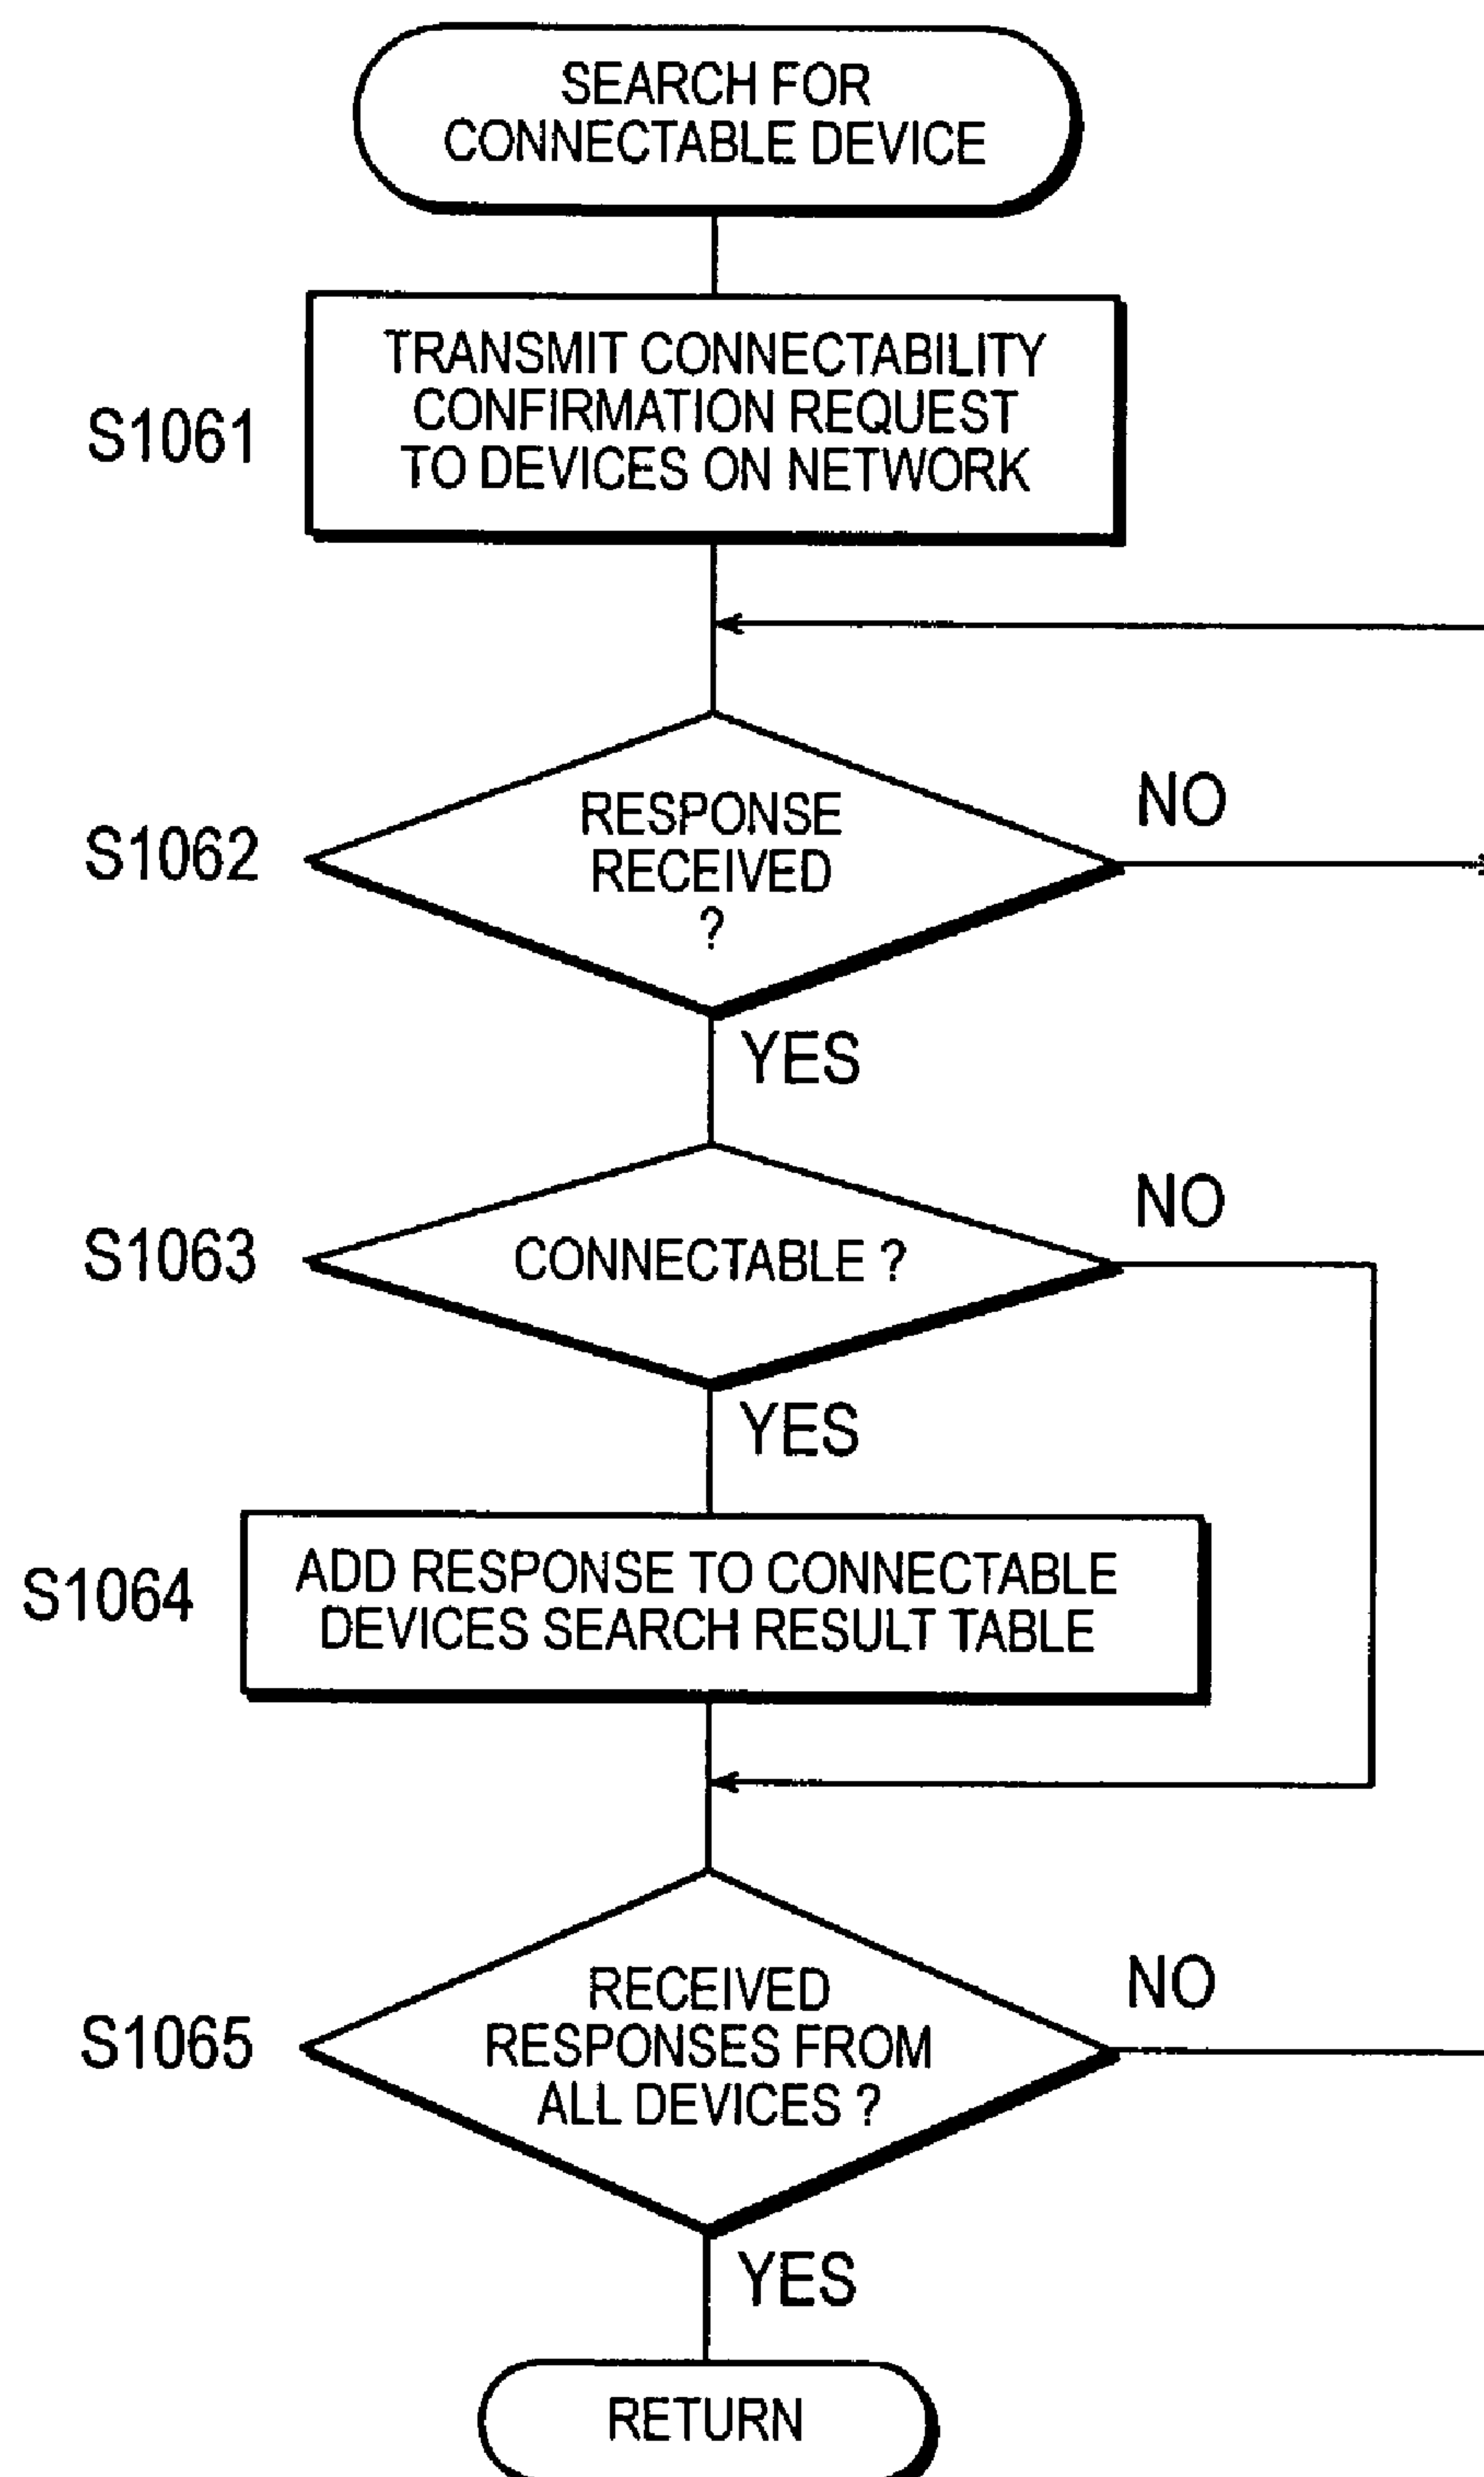 SEARCH FOR
CONNECTABLE DEVICE
S1061
TRANSMIT CONNECTABILITY
CONFIRMATION REQUEST
TO DEVICES ON NETWORK
S1062
RESPONSE
RECEIVED
?
NO
YES
S1063
CONNECTABLE ?
NO
YES
S1064
ADD RESPONSE TO CONNECTABLE
DEVICES SEARCH RESULT TABLE
S1065
RECEIVED
RESPONSES FROM
ALL DEVICES ?
NO
YES
RETURN